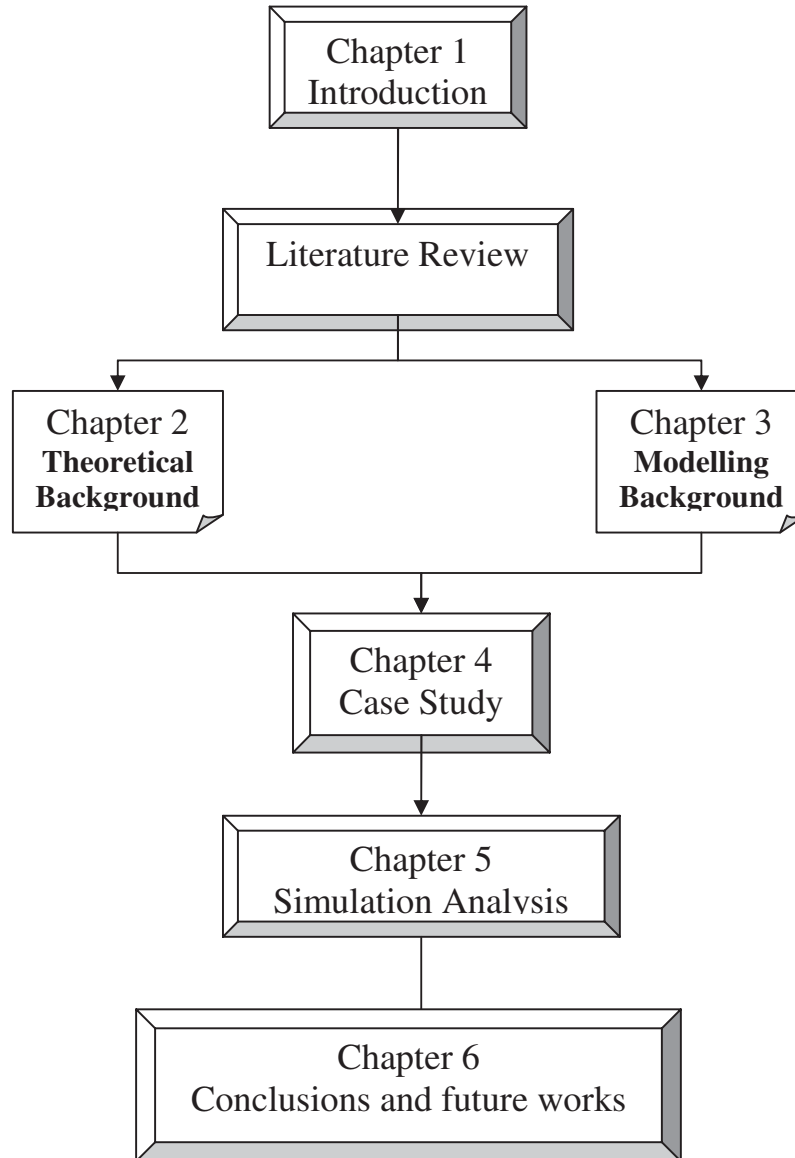 Chapter 1
Introduction
Literature Review
Chapter 2
Theoretical
Background
Chapter 3
Modelling
Background
Chapter 4
Case Study
Chapter 5
Simulation Analysis
Chapter 6
Conclusions and future works